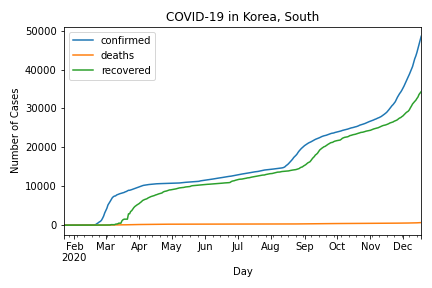 COVID-19 in Korea, South
confirmed
deaths
recovered
Number of Cases
50000
40000
30000
20000
10000
0
Feb Mar Apr May Jun Jul Aug Sep Oct Nov Dec
2020
Day